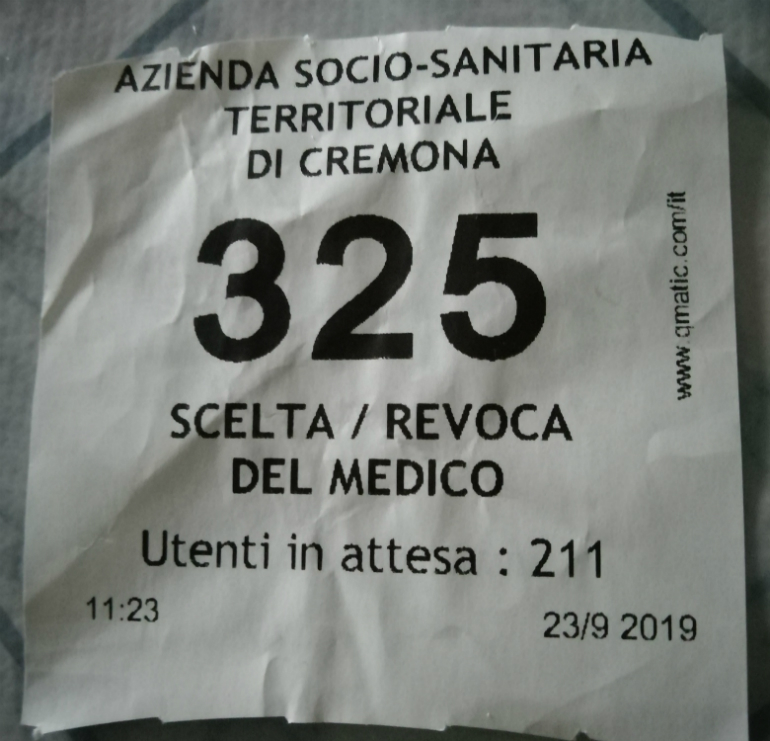 AZIENDA SOCIO-SANITARIA
TERRITORIALE
DI CREMONA
325
www.qmatic.com/it
SCELTA / REVOCA
DEL MEDICO
Utenti in attesa : 211
11:23
23/9 2019